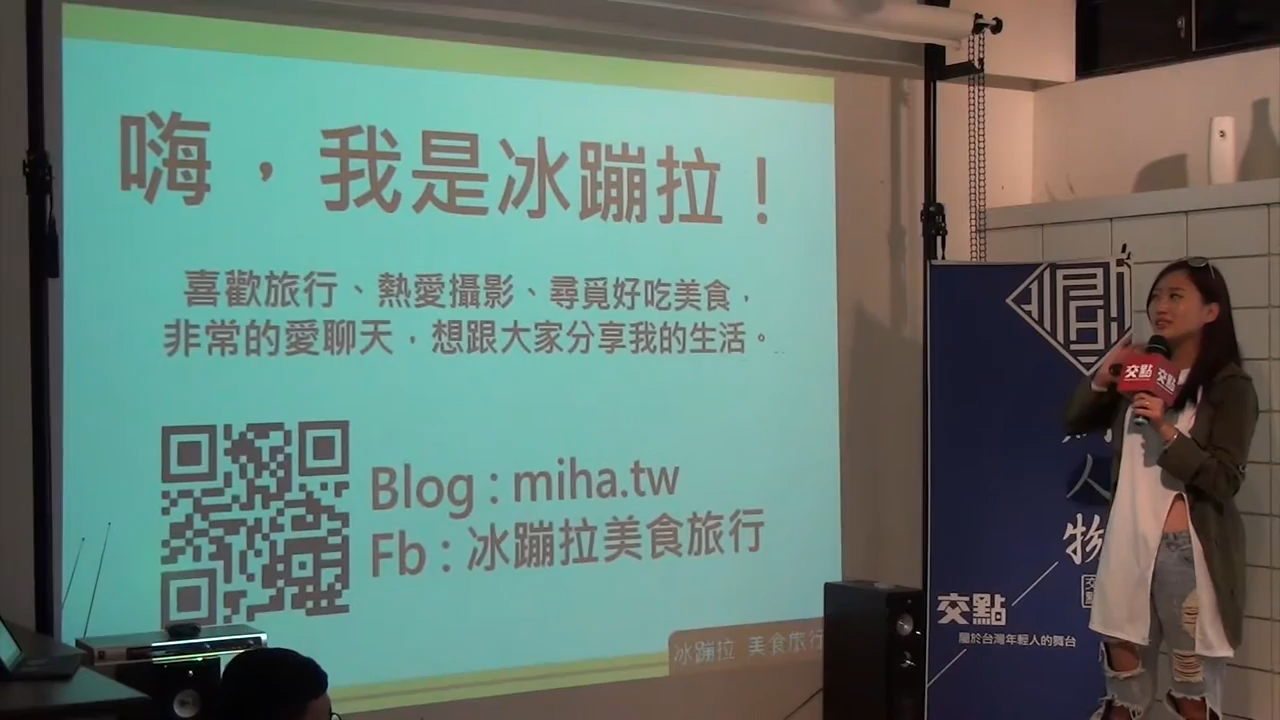 嗨，我是冰蹦拉！
喜歡旅行、熱愛攝影、尋覓好吃美食，
非常的愛聊天，想跟大家分享我的生活。
Blog : miha.tw
Fb : 冰蹦拉美食旅行
冰蹦拉 美食旅行
交點
交點
人
物
交點
屬於台灣年輕人的舞台